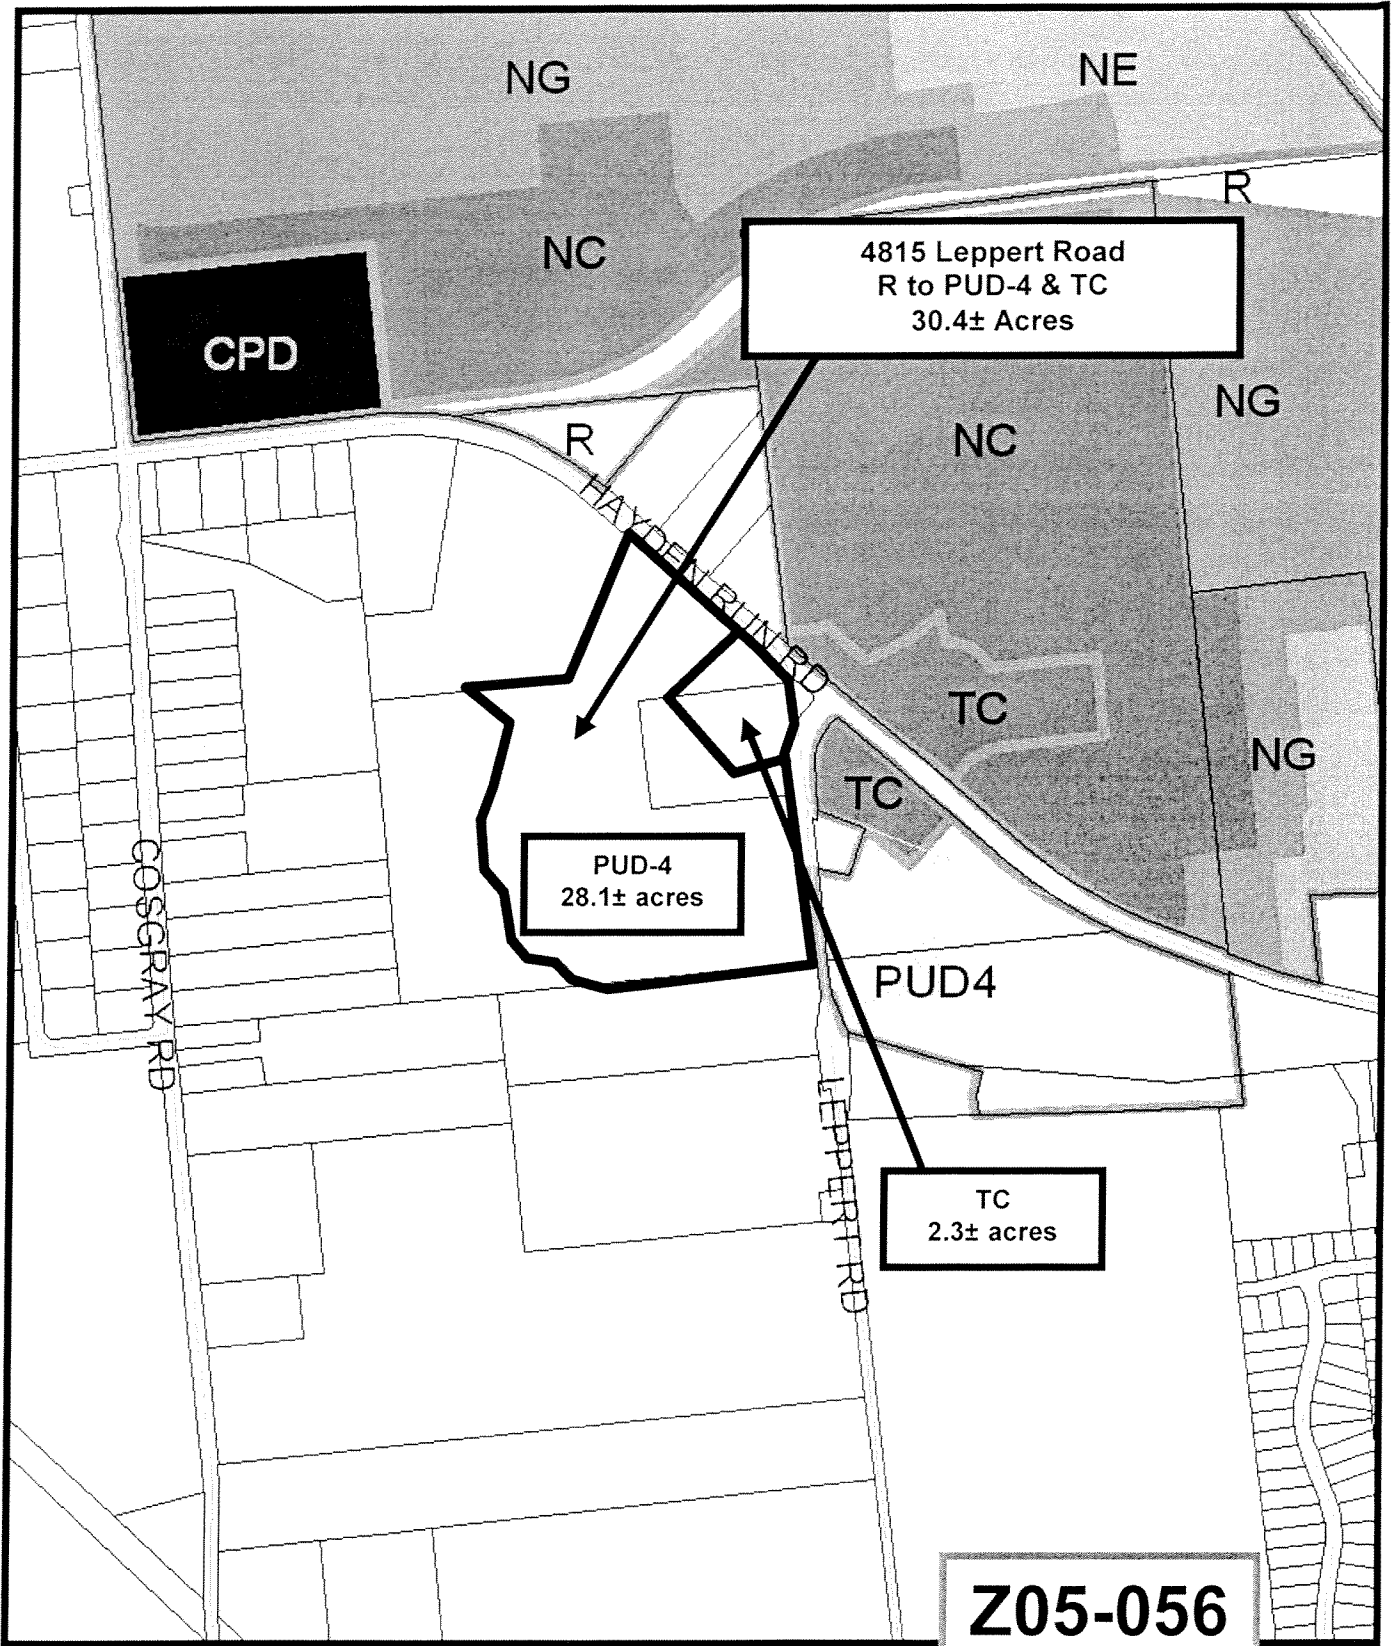 NG
NE
R
NC
4815 Leppert Road
R to PUD-4 & TC
30.4± Acres
CPD
NG
NC
R
HAYDEN RUN RD
TC
NG
TC
PUD-4
28.1± acres
COSGRAY RD
PUD4
LEPPERT RD
TC
2.3± acres
Z05-056